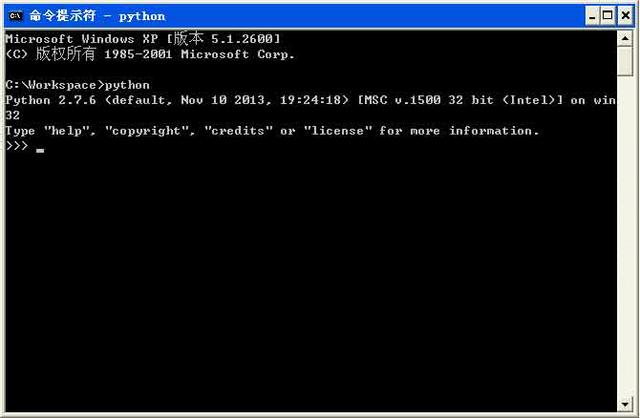 命令提示符 - python
Microsoft Windows XP [版本 5.1.2600]
(C) 版权所有 1985-2001 Microsoft Corp.
C:\Workspace>python
Python 2.7.6 (default, Nov 10 2013, 19:24:18) [MSC v.1500 32 bit (Intel)] on win
32
Type "help", "copyright", "credits" or "license" for more information.
>>> _